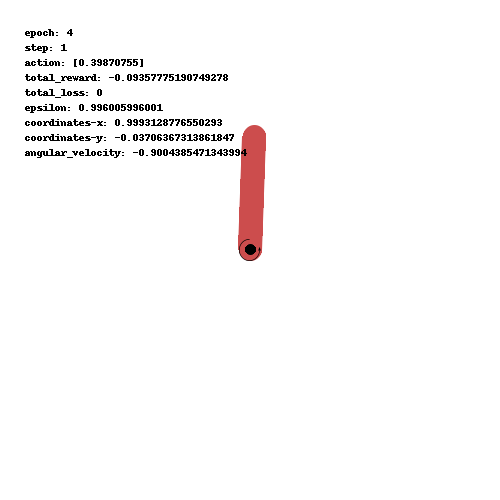 epoch: 4
step: 1
action: [0.39870755]
total_reward: -0.09357775190749278
total_loss: 0
epsilon: 0.996005996001
coordinates-x: 0.9993128776550293
coordinates-y: -0.03706367313861847
angular_velocity: -0.9004385471343994